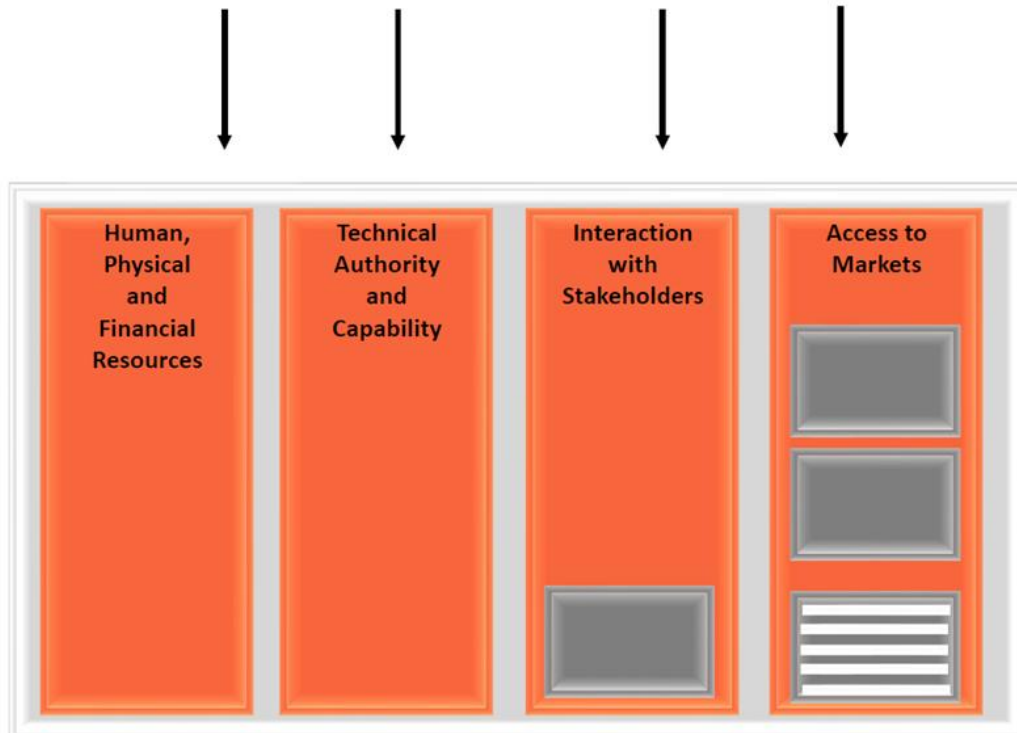 Human,
Physical
and
Financial
Resources
Technical
Authority
and
Capability
Interaction
with
Stakeholders
Access to
Markets